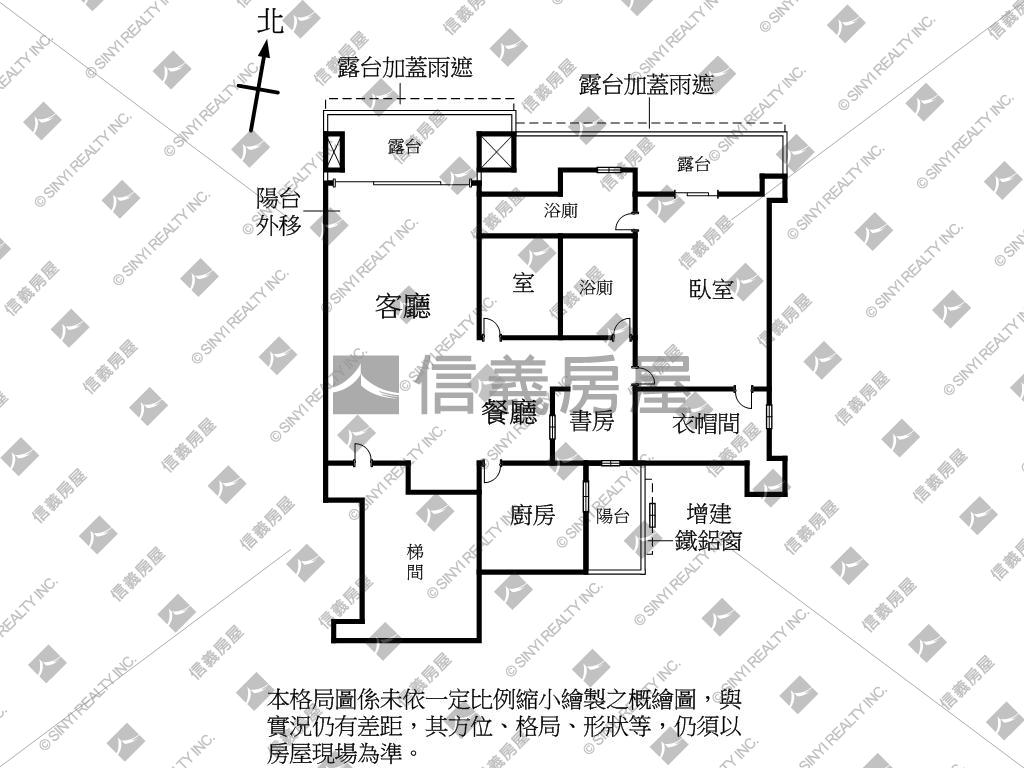 北
露台加蓋雨遮
露台加蓋雨遮
露台
露台
陽台
外移
浴廁
室
浴廁
臥室
客廳
信義房屋
餐廳
書房
衣帽間
廚房
陽台
增建
鐵鋁窗
梯
間
本格局圖係未依一定比例縮小繪製之概繪圖，與
實況仍有差距，其方位、格局、形狀等，仍須以
房屋現場為準。
信義房屋
©SINYI REALTY INC.